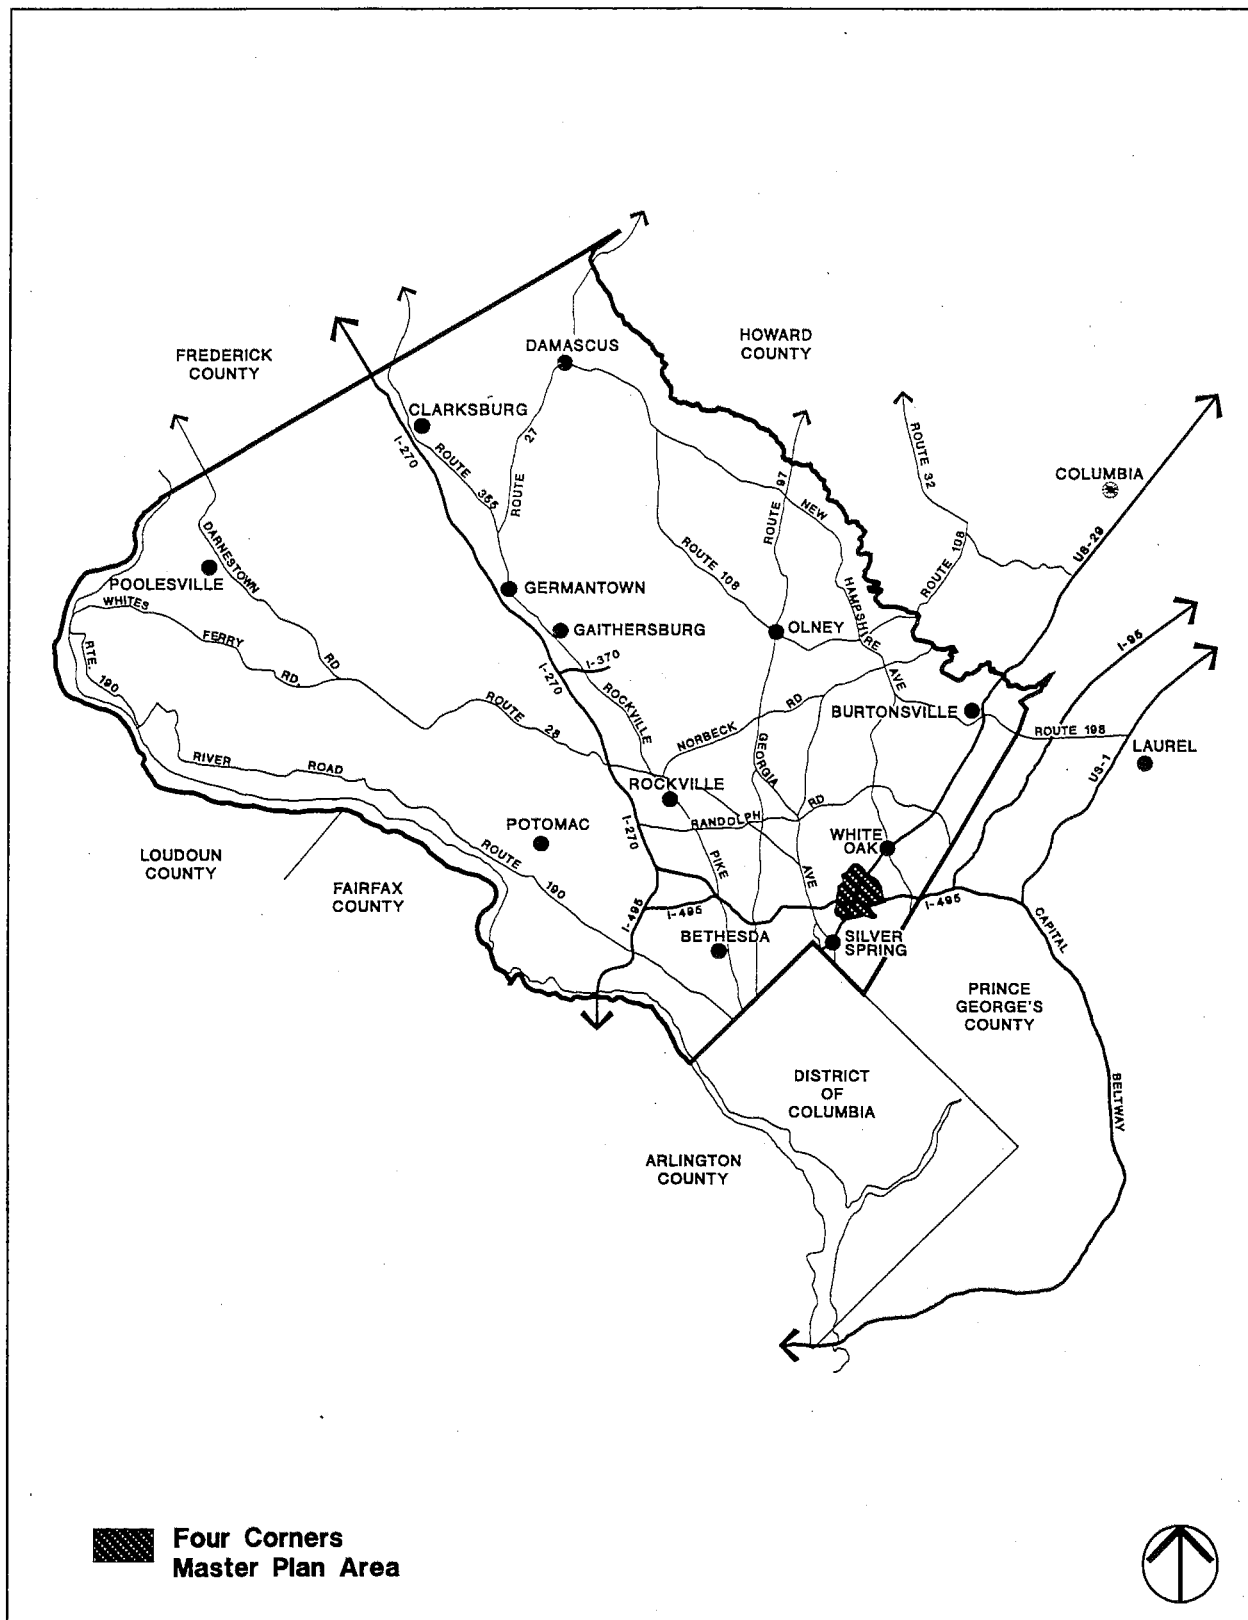 HOWARD
COUNTY
FREDERICK
COUNTY
DAMASCUS
CLARKSBURG
I-270
ROUTE 355
ROUTE 27
ROUTE 97
NEW
HAMPSHIRE
AVE
ROUTE 32
COLUMBIA
US-29
ROUTE 108
ROUTE 108
DARNESTOWN
RD
POOLESVILLE
WHITES
FERRY
RD.
RTE. 190
GERMANTOWN
GAITHERSBURG
OLNEY
I-95
I-370
I-270
ROCKVILLE
PIKE
ROUTE 28
NORBECK
RD
GEORGIA
AVE
BURTONSVILLE
ROUTE 198
LAUREL
US-1
RIVER
ROAD
ROCKVILLE
RANDOLPH
RD
I-270
POTOMAC
ROUTE
190
WHITE
OAK
LOUDOUN
COUNTY
FAIRFAX
COUNTY
I-495
I-495
I-495
BETHESDA
SILVER
SPRING
CAPITAL
BELTWAY
PRINCE
GEORGE'S
COUNTY
DISTRICT
OF
COLUMBIA
ARLINGTON
COUNTY
Four Corners
Master Plan Area